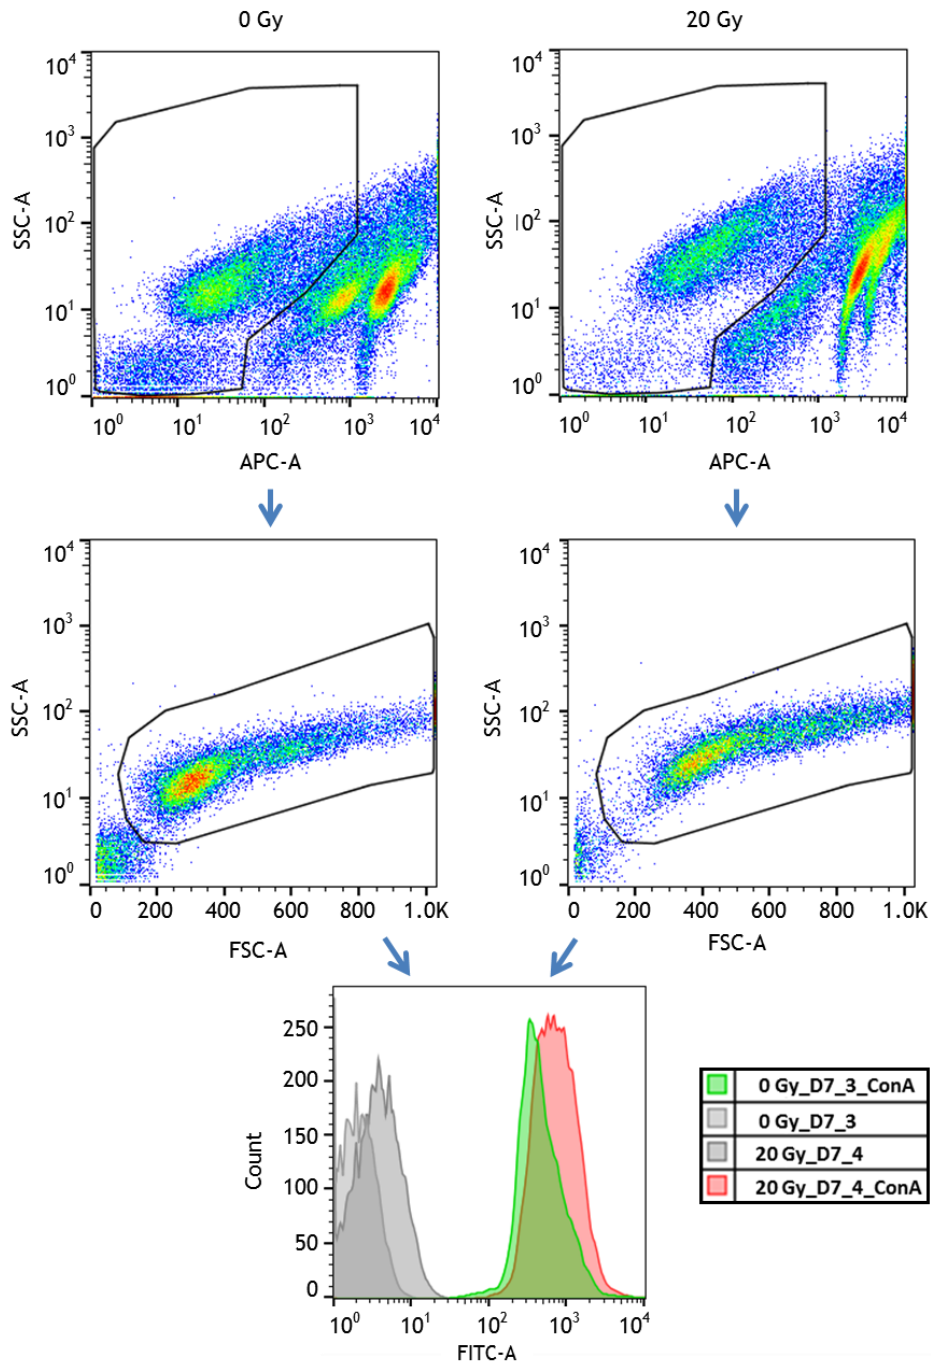 0 Gy
20 Gy
10^4
10^3
10^2
10^1
10^0
SSC-A
10^0 10^1 10^2 10^3 10^4
APC-A
10^4
10^3
10^2
10^1
10^0
SSC-A
10^0 10^1 10^2 10^3 10^4
APC-A
10^4
10^3
10^2
10^1
10^0
SSC-A
0 200 400 600 800 1.0K
FSC-A
10^4
10^3
10^2
10^1
10^0
SSC-A
0 200 400 600 800 1.0K
FSC-A
250
200
150
100
50
0
Count
10^0 10^1 10^2 10^3 10^4
FITC-A
0 Gy_D7_3_ConA
0 Gy_D7_3
20 Gy_D7_4
20 Gy_D7_4_ConA